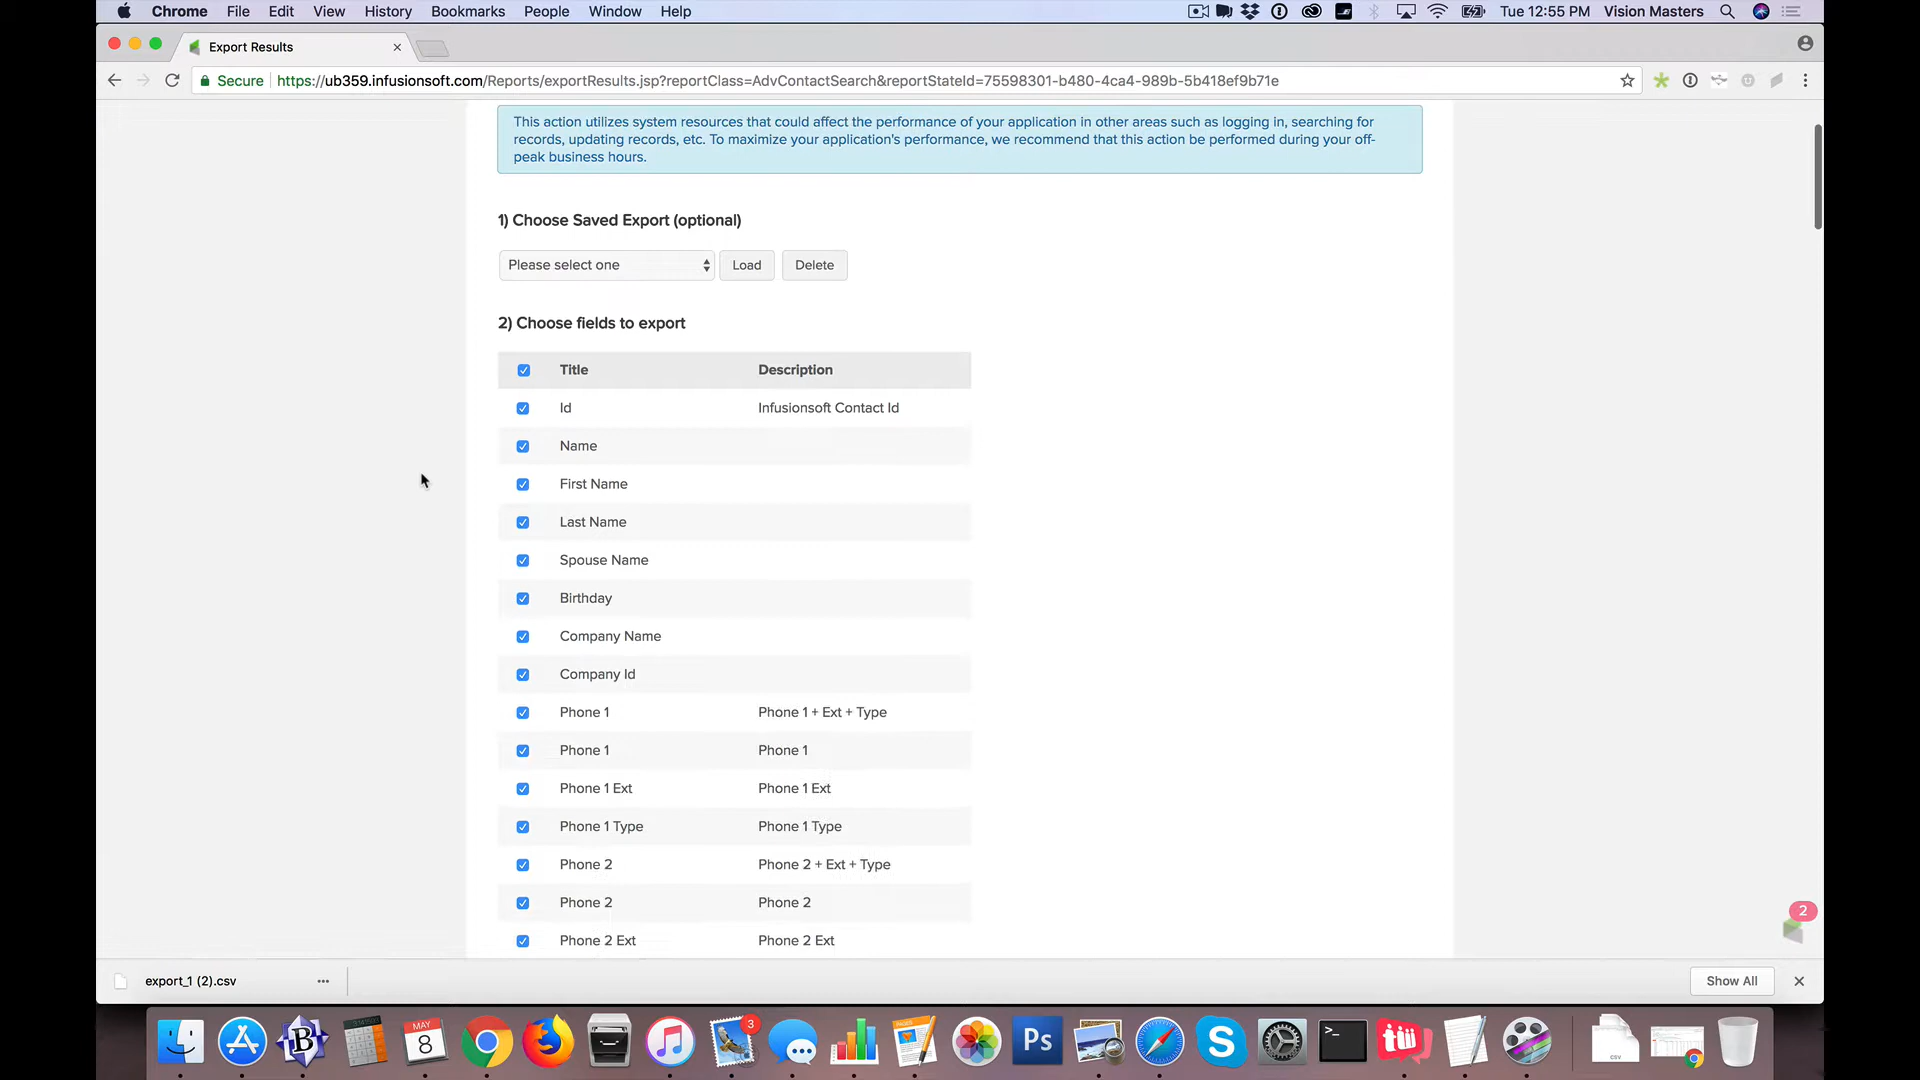 Chrome File Edit View History Bookmarks People Window Help Tue 12:55 PM Vision Masters
Export Results
Secure https://ub359.infusionsoft.com/Reports/exportResults.jsp?reportClass=AdvContactSearch&reportStateId=75598301-b480-4ca4-989b-5b418ef9b71e
This action utilizes system resources that could affect the performance of your application in other areas such as logging in, searching for
records, updating records, etc. To maximize your application's performance, we recommend that this action be performed during your off-
peak business hours.
1) Choose Saved Export (optional)
Please select one Load Delete
2) Choose fields to export
Title Description
Id Infusionsoft Contact Id
Name
First Name
Last Name
Spouse Name
Birthday
Company Name
Company Id
Phone 1 Phone 1 + Ext + Type
Phone 1 Phone 1
Phone 1 Ext Phone 1 Ext
Phone 1 Type Phone 1 Type
Phone 2 Phone 2 + Ext + Type
Phone 2 Phone 2
Phone 2 Ext Phone 2 Ext
2
export_1 (2).csv Show All
MAY
8
3
Ps
CSV